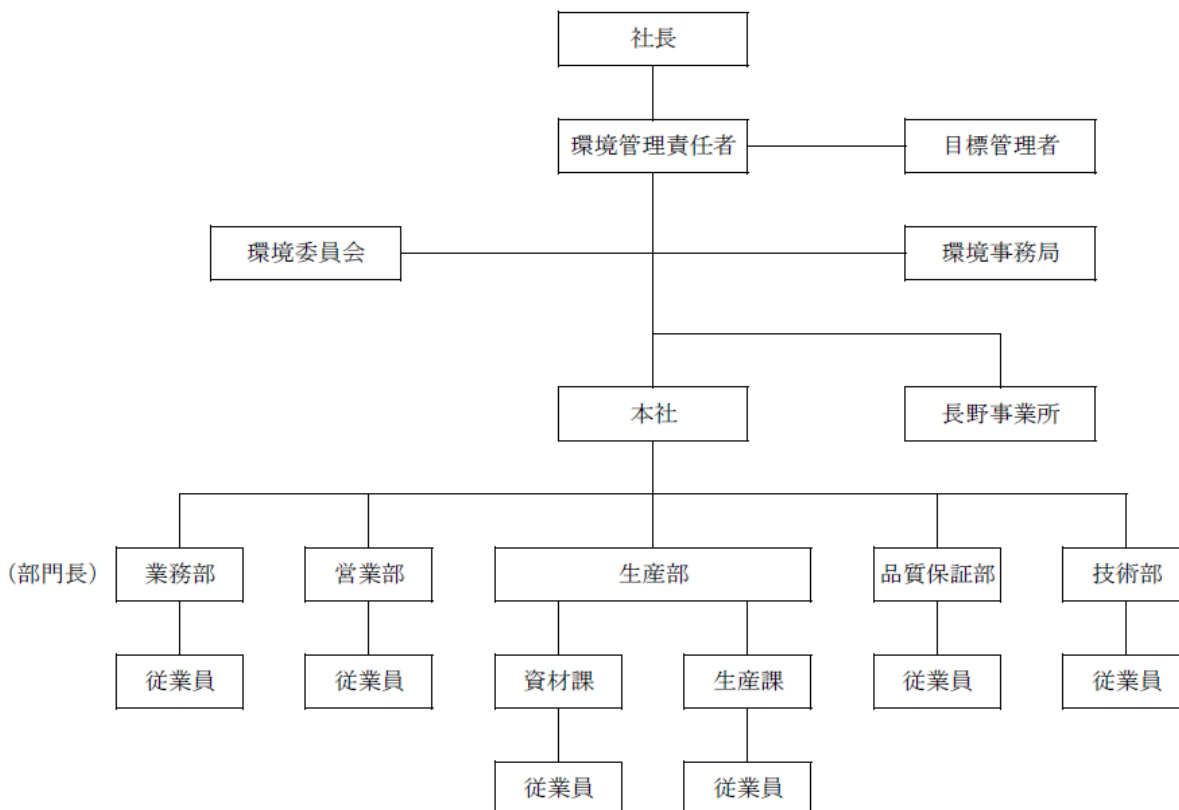 社長
環境管理責任者
目標管理者
環境委員会
環境事務局
本社
長野事業所
(部門長)
業務部
営業部
生産部
品質保証部
技術部
従業員
従業員
資材課
生産課
従業員
従業員
従業員
従業員